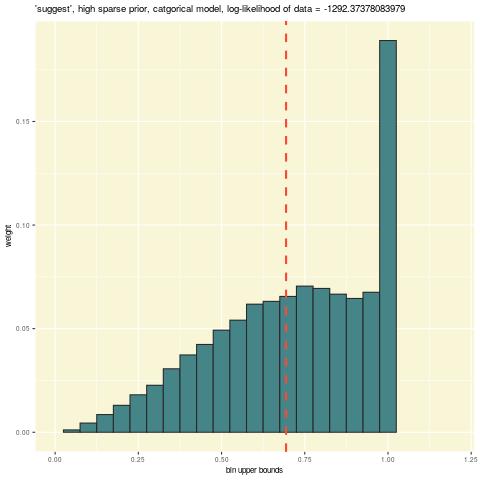 'suggest', high sparse prior, catgorical model, log-likelihood of data = -1292.37378083979
weight
0.15
0.10
0.05
0.00
0.00 0.25 0.50 0.75 1.00 1.25
bin upper bounds